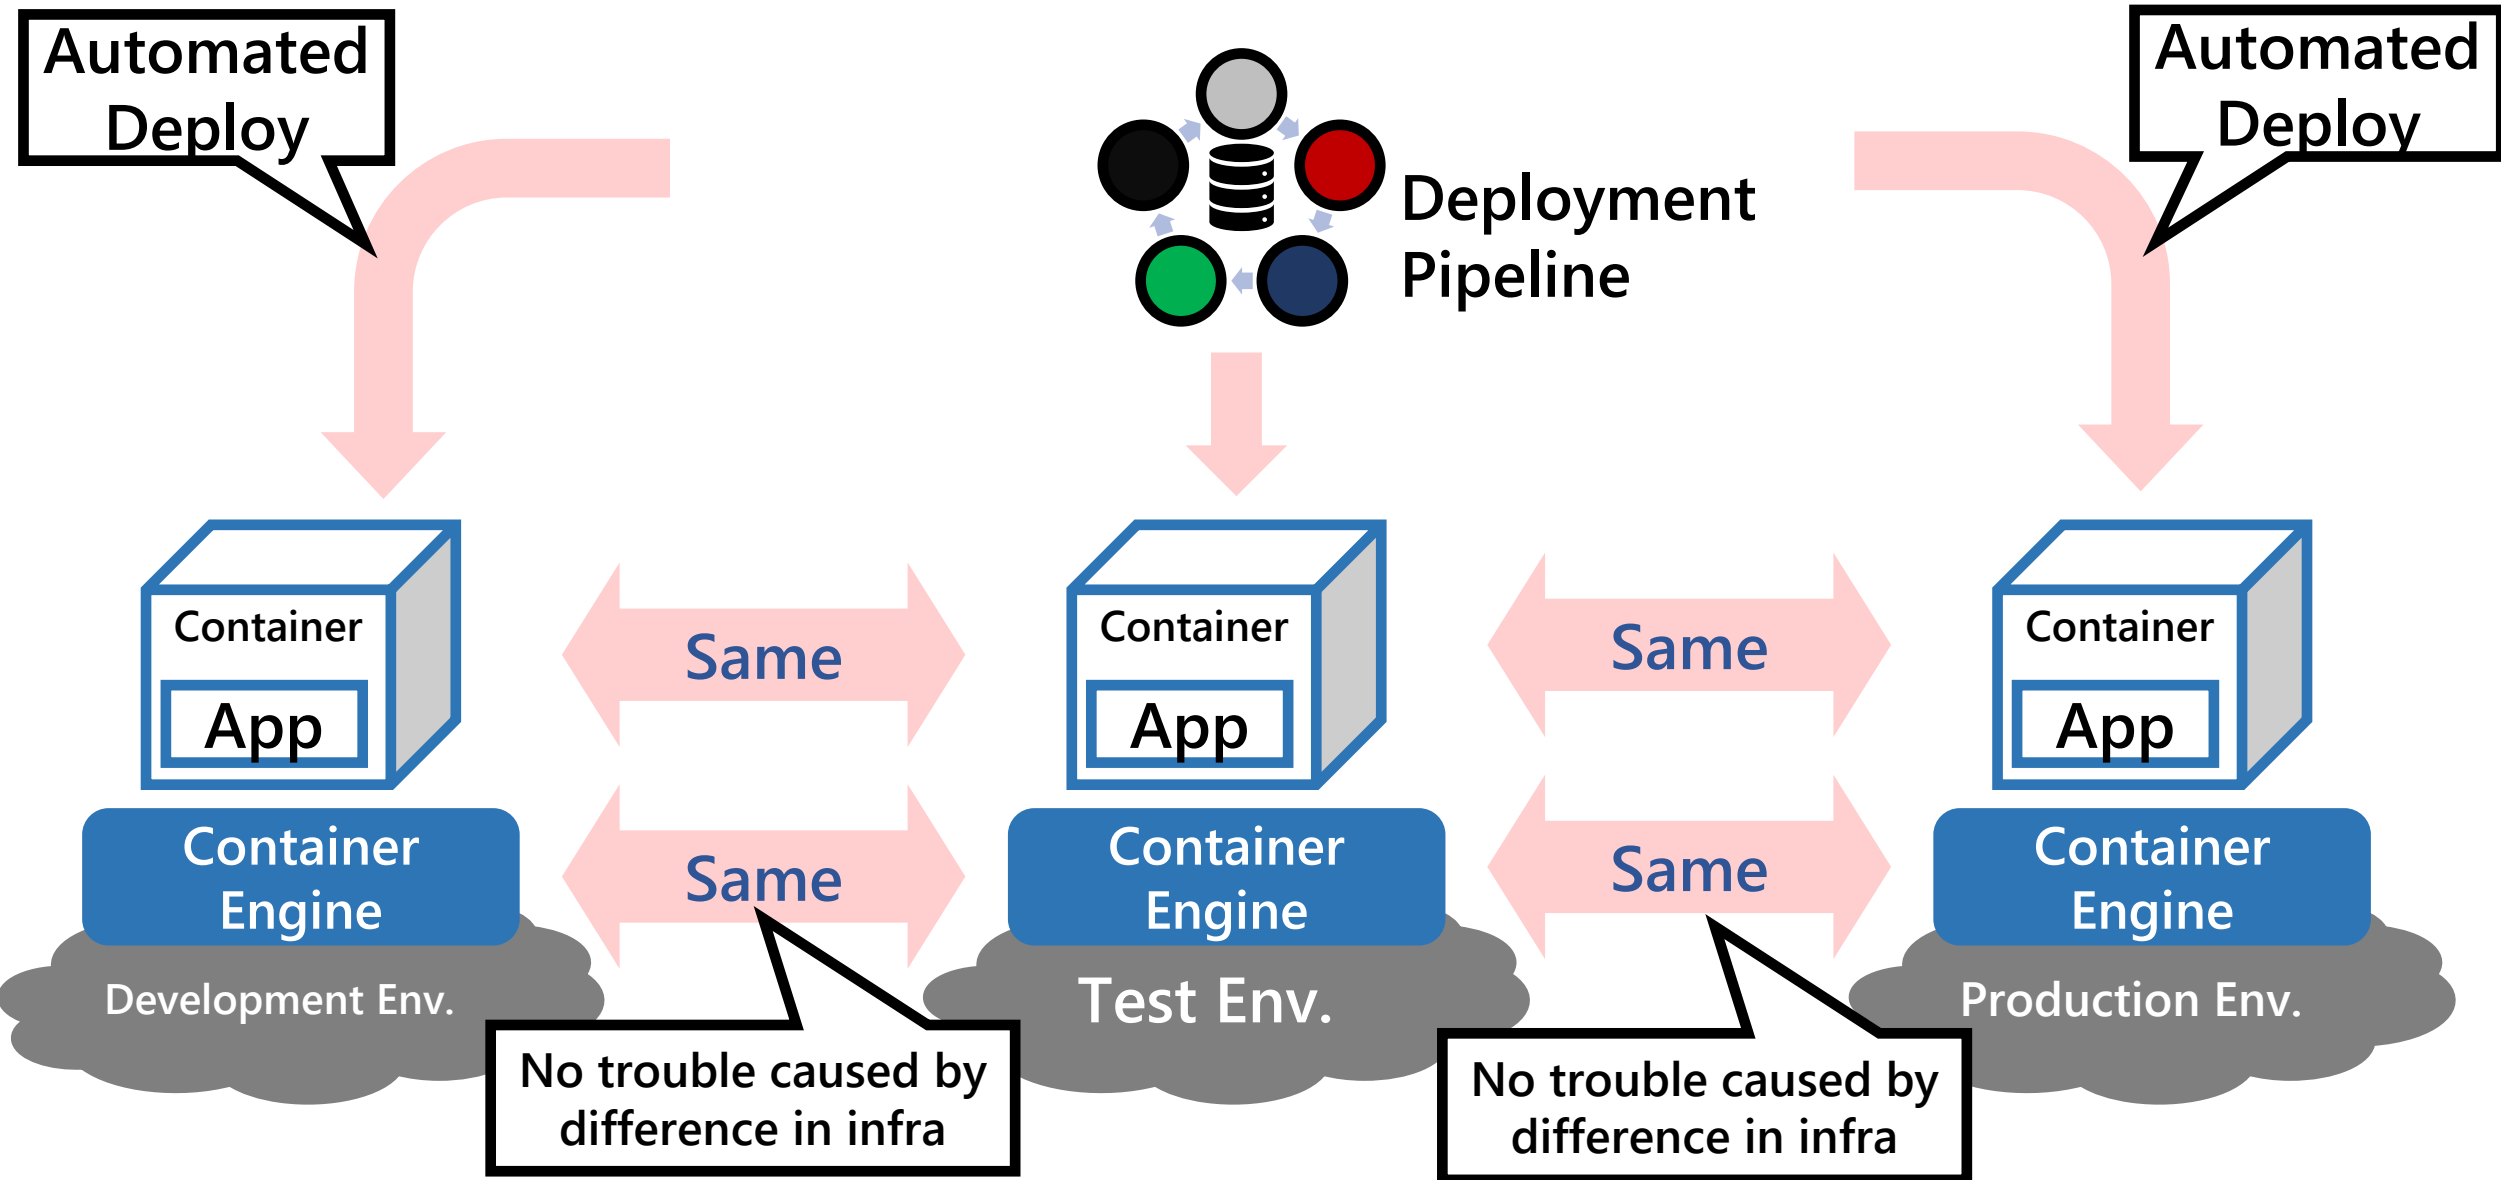 Automated
Deploy
Deployment
Pipeline
Automated
Deploy
Container
App
Same
Container
App
Same
Container
App
Container
Engine
Same
Container
Engine
Same
Container
Engine
Development Env.
Test Env.
Production Env.
No trouble caused by
difference in infra
No trouble caused by
difference in infra